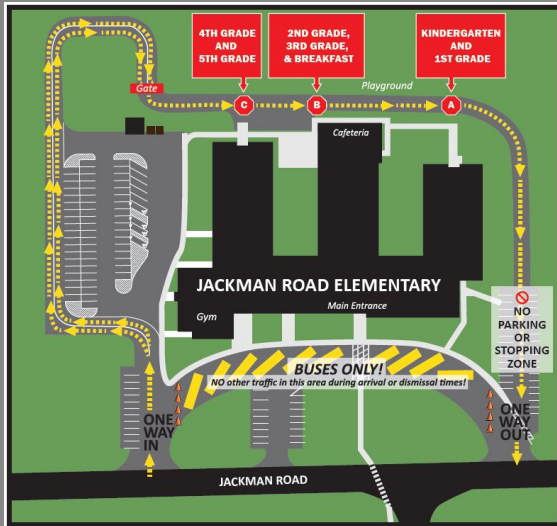 4TH GRADE
AND
5TH GRADE
2ND GRADE,
3RD GRADE,
& BREAKFAST
KINDERGARTEN
AND
1ST GRADE
Gate
Playground
C
B
A
Cafeteria
JACKMAN ROAD ELEMENTARY
Main Entrance
Gym
NO
PARKING
OR
STOPPING
ZONE
BUSES ONLY!
NO other traffic in this area during arrival or dismissal times!
ONE
WAY
IN
ONE
WAY
OUT
JACKMAN ROAD